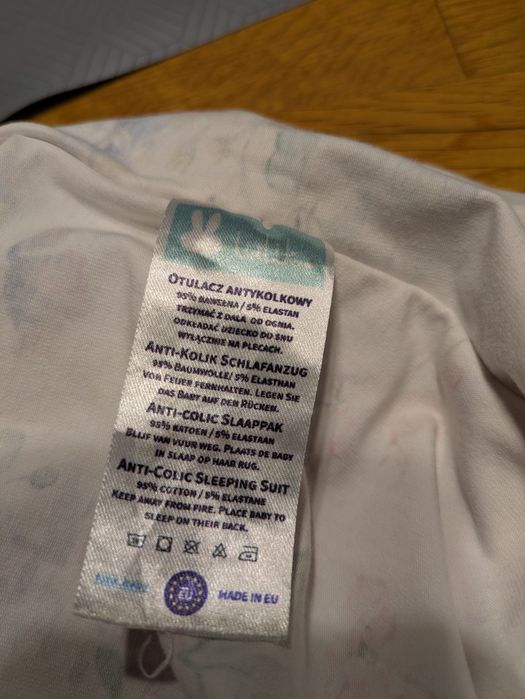 OTULACZ ANTYKOLKOWY
95% BAWEŁNA / 5% ELASTAN
TRZYMAĆ Z DALA OD OGNIA.
ODKŁADAĆ DZIECKO DO SNU
WYŁĄCZNIE NA PLECACH.
ANTI-KOLIK SCHLAFANZUG
95% BAUMWOLLE/ 5% ELASTHAN
VOM FEUER FERNHALTEN. LEGEN SIE
DAS BABY AUF DEN RÜCKEN.
ANTI-COLIC SLAAPPAK
95% KATOEN / 5% ELASTAAN
BLIJF VAN VUUR WEG. PLAATS DE BABY
IN SLAAP OP HAAR RUG.
ANTI-COLIC SLEEPING SUIT
95% COTTON / 5% ELASTANE
KEEP AWAY FROM FIRE. PLACE BABY TO
SLEEP ON THEIR BACK.
EU
MADE IN EU